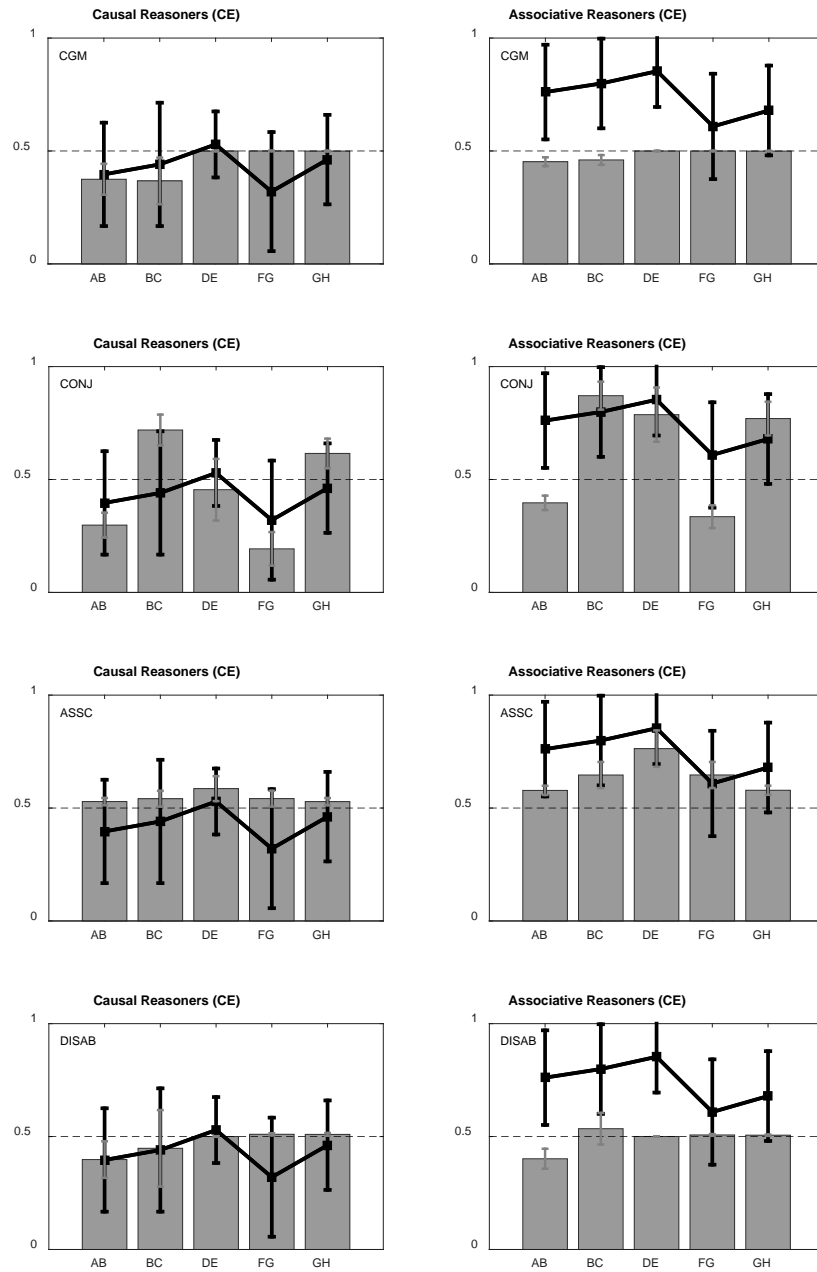 Causal Reasoners (CE)
1
CGM
0.5
0
AB BC DE FG GH
Associative Reasoners (CE)
1
CGM
0.5
0
AB BC DE FG GH
Causal Reasoners (CE)
1
CONJ
0.5
0
AB BC DE FG GH
Associative Reasoners (CE)
1
CONJ
0.5
0
AB BC DE FG GH
Causal Reasoners (CE)
1
ASSC
0.5
0
AB BC DE FG GH
Associative Reasoners (CE)
1
ASSC
0.5
0
AB BC DE FG GH
Causal Reasoners (CE)
1
DISAB
0.5
0
AB BC DE FG GH
Associative Reasoners (CE)
1
DISAB
0.5
0
AB BC DE FG GH